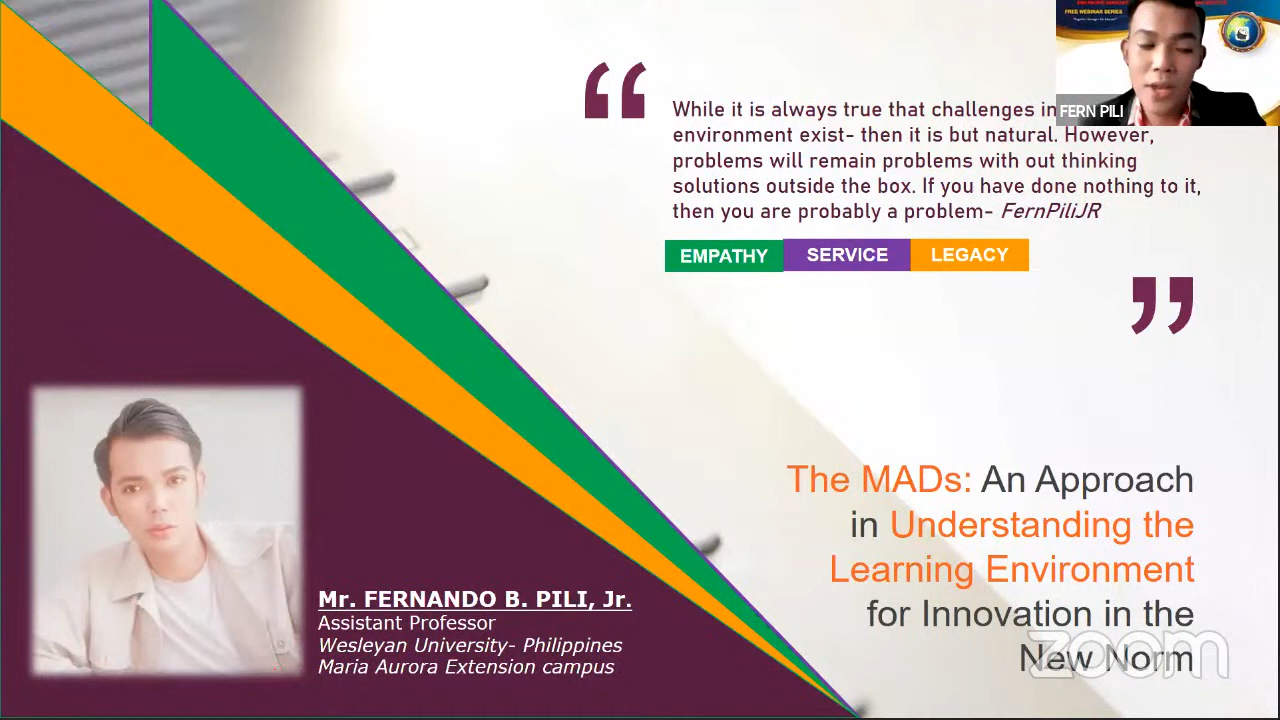 FREE WEBINAR SERIES
FERN PILI
While it is always true that challenges in
environment exist- then it is but natural. However,
problems will remain problems with out thinking
solutions outside the box. If you have done nothing to it,
then you are probably a problem- FernPiliJR
EMPATHY SERVICE LEGACY
The MADs: An Approach
in Understanding the
Learning Environment
for Innovation in the
New Norm
zoom
Mr. FERNANDO B. PILI, Jr.
Assistant Professor
Wesleyan University- Philippines
Maria Aurora Extension campus